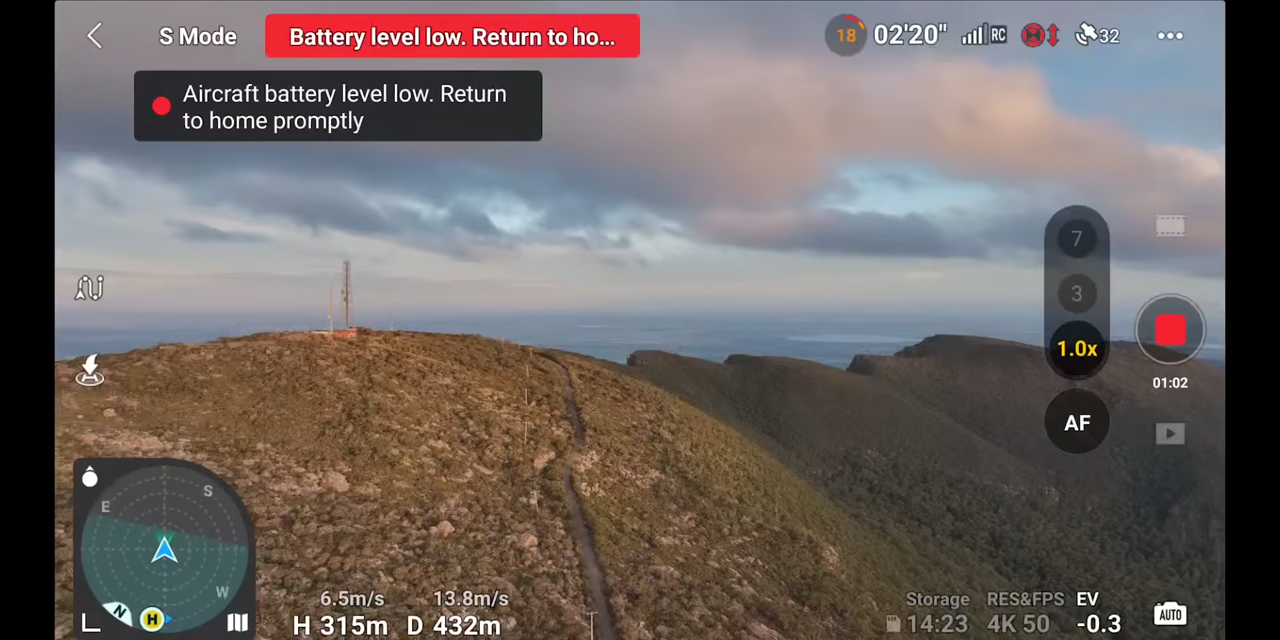 S Mode
Battery level low. Return to ho...
18
02'20"
RC
32
Aircraft battery level low. Return
to home promptly
7
3
1.0x
01:02
AF
S
E
W
N
H
6.5m/s
13.8m/s
H 315m
D 432m
Storage
RES&FPS
EV
14:23
4K 50
-0.3
AUTO